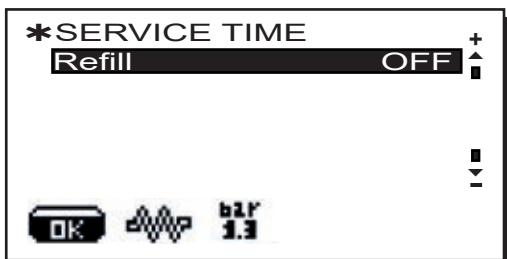 *SERVICE TIME
+
Refill OFF
-
OK
bar
1.3